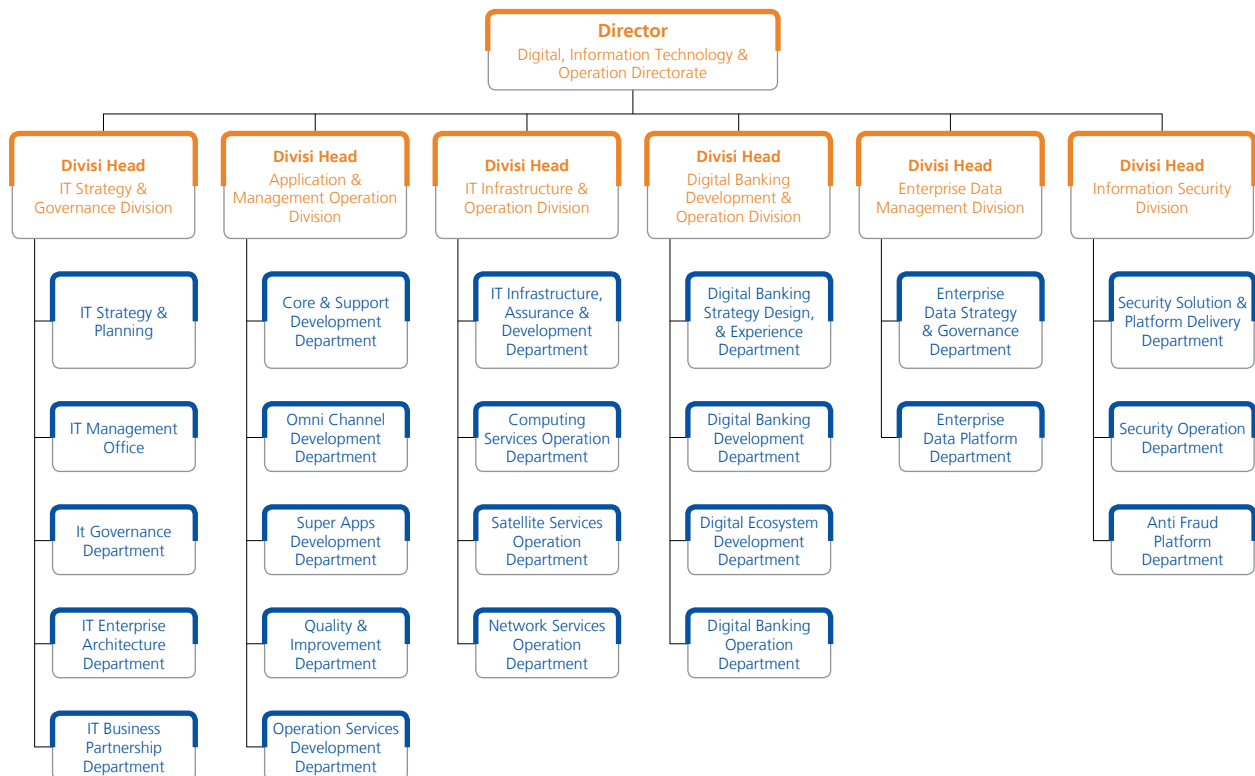 Director
Digital, Information Technology &
Operation Directorate
Divisi Head
IT Strategy &
Governance Division
Divisi Head
Application &
Management Operation
Division
Divisi Head
IT Infrastructure &
Operation Division
Divisi Head
Digital Banking
Development &
Operation Division
Divisi Head
Enterprise Data
Management Division
Divisi Head
Information Security
Division
IT Strategy &
Planning
IT Management
Office
It Governance
Department
IT Enterprise
Architecture
Department
IT Business
Partnership
Department
Core & Support
Development
Department
Omni Channel
Development
Department
Super Apps
Development
Department
Quality &
Improvement
Department
Operation Services
Development
Department
IT Infrastructure,
Assurance &
Development
Department
Computing
Services Operation
Department
Satellite Services
Operation
Department
Network Services
Operation
Department
Digital Banking
Strategy Design,
& Experience
Department
Digital Banking
Development
Department
Digital Ecosystem
Development
Department
Digital Banking
Operation
Department
Enterprise
Data Strategy
& Governance
Department
Enterprise
Data Platform
Department
Security Solution &
Platform Delivery
Department
Security Operation
Department
Anti Fraud
Platform
Department